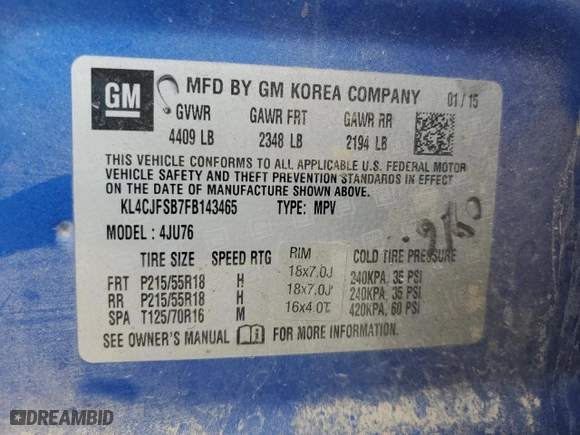 GM
MFD BY GM KOREA COMPANY 01/15
GVWR GAWR FRT GAWR RR
4409 LB 2348 LB 2194 LB
THIS VEHICLE CONFORMS TO ALL APPLICABLE U.S. FEDERAL MOTOR
VEHICLE SAFETY AND THEFT PREVENTION STANDARDS IN EFFECT
ON THE DATE OF MANUFACTURE SHOWN ABOVE.
KL4CJFSB7FB143465 TYPE: MPV
MODEL: 4JU76
TIRE SIZE SPEED RTG RIM COLD TIRE PRESSURE
FRT P215/55R18 H 18x7.0J 240KPA, 35 PSI
RR P215/55R18 H 18x7.0J 240KPA, 35 PSI
SPA T125/70R16 M 16x4.0T 420KPA, 60 PSI
SEE OWNER'S MANUAL FOR MORE INFORMATION.
DREAMBID